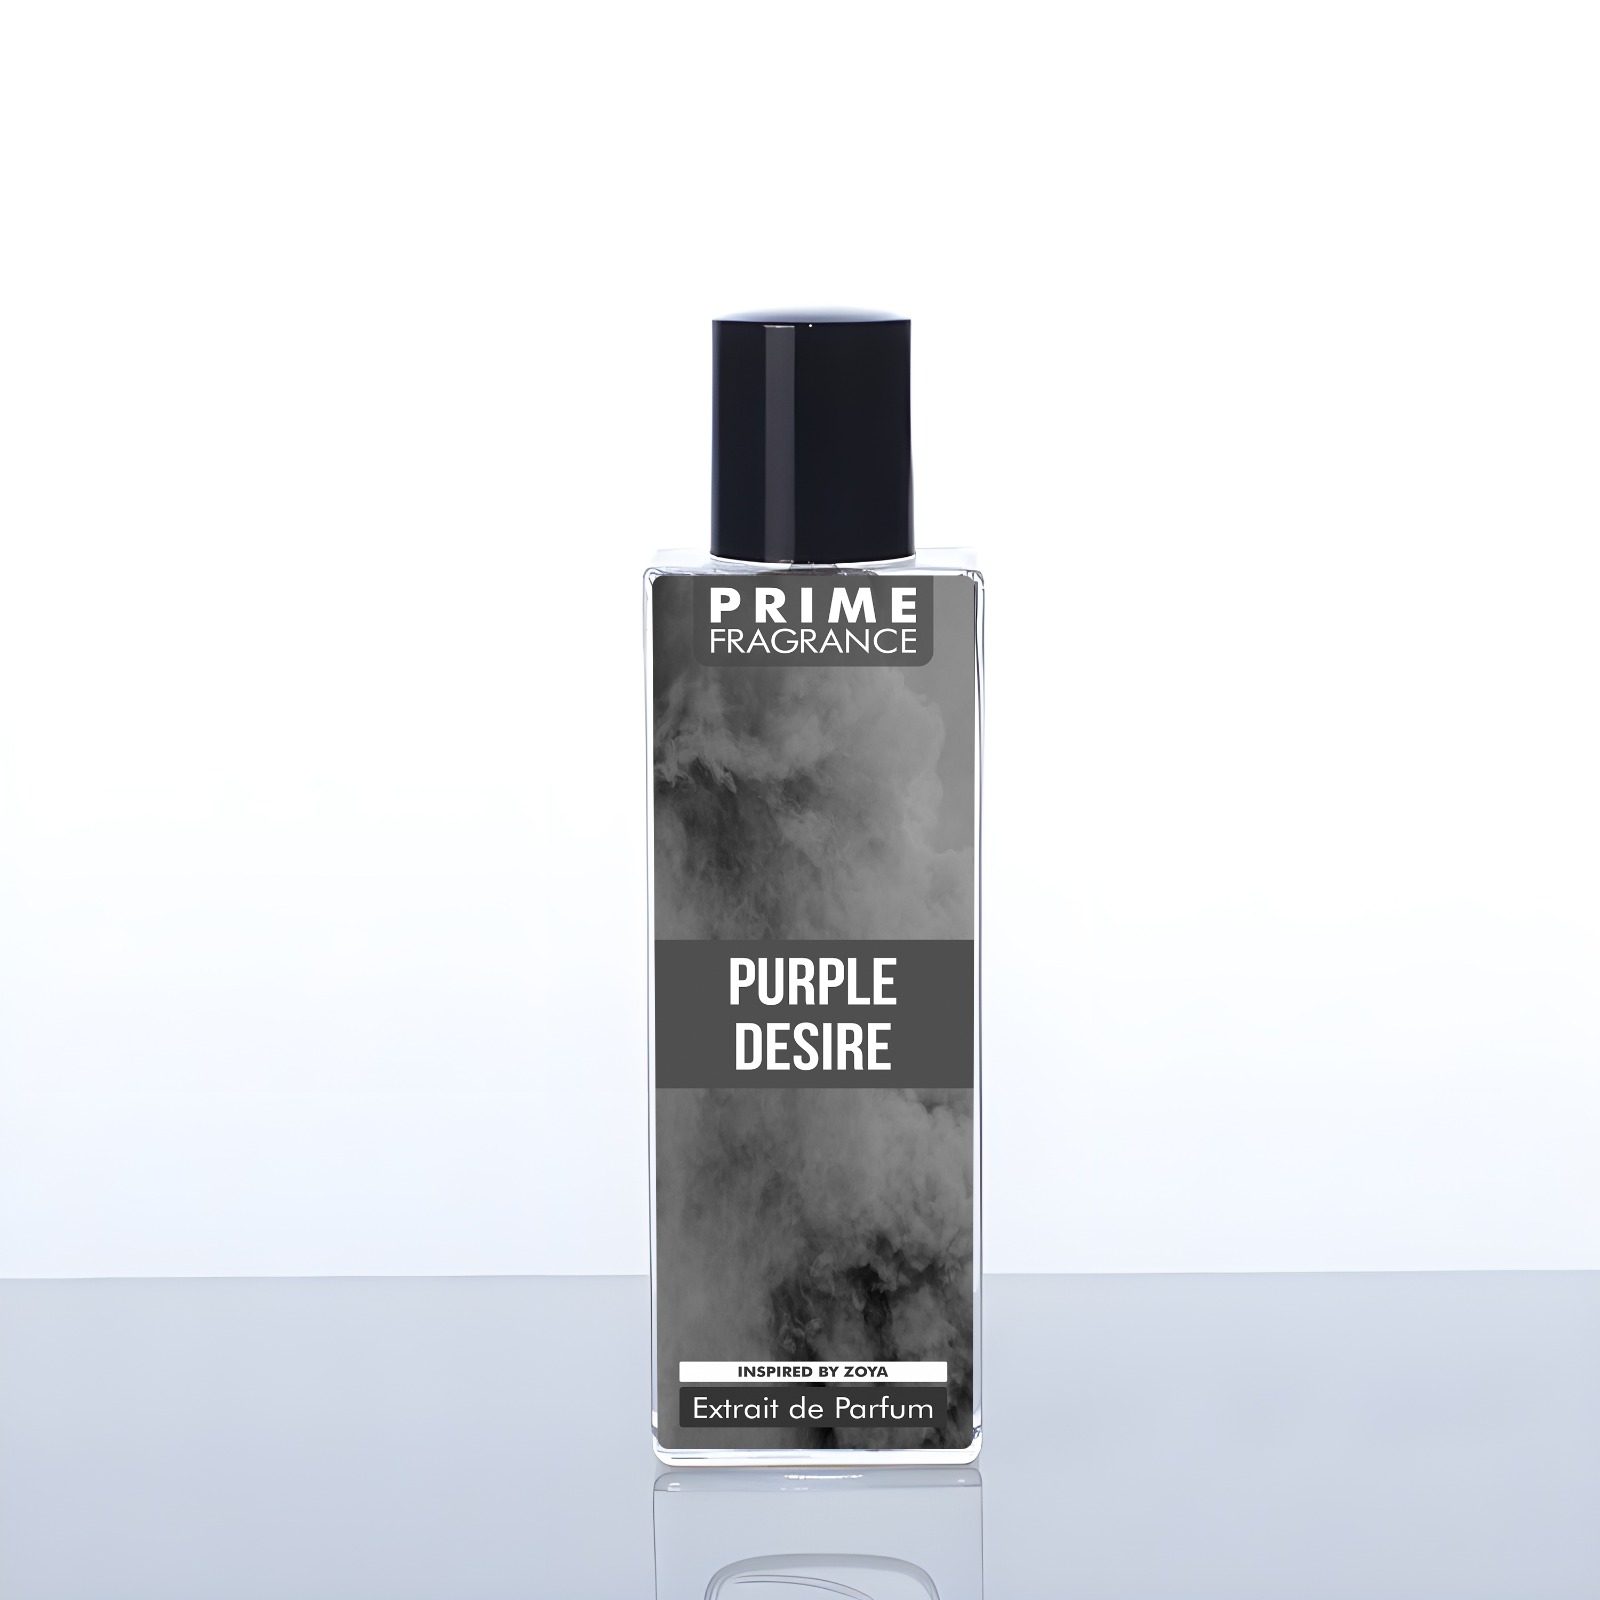 PRIME
FRAGRANCE
PURPLE
DESIRE
INSPIRED BY ZOYA
Extrait de Parfum